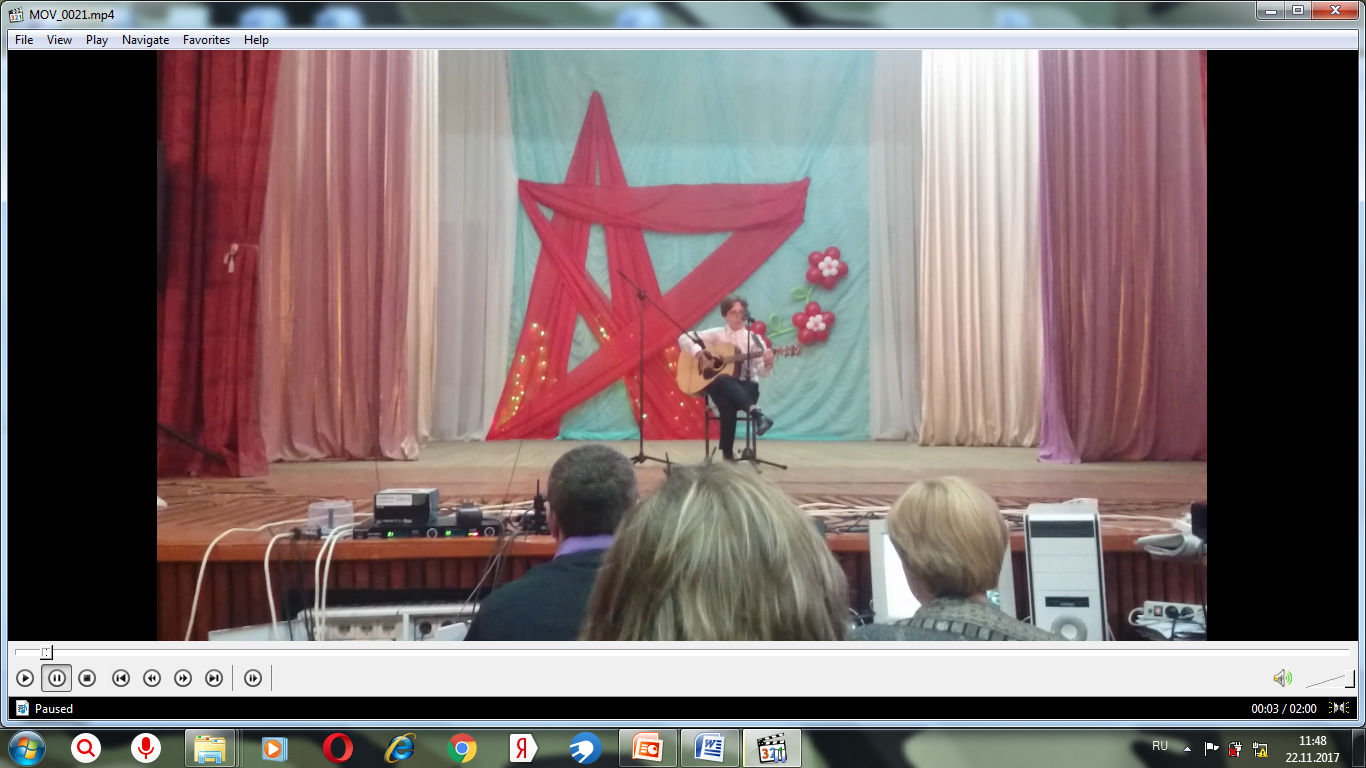 MOV_0021.mp4
File View Play Navigate Favorites Help
Paused
00:03 / 02:00
RU
11:48
22.11.2017